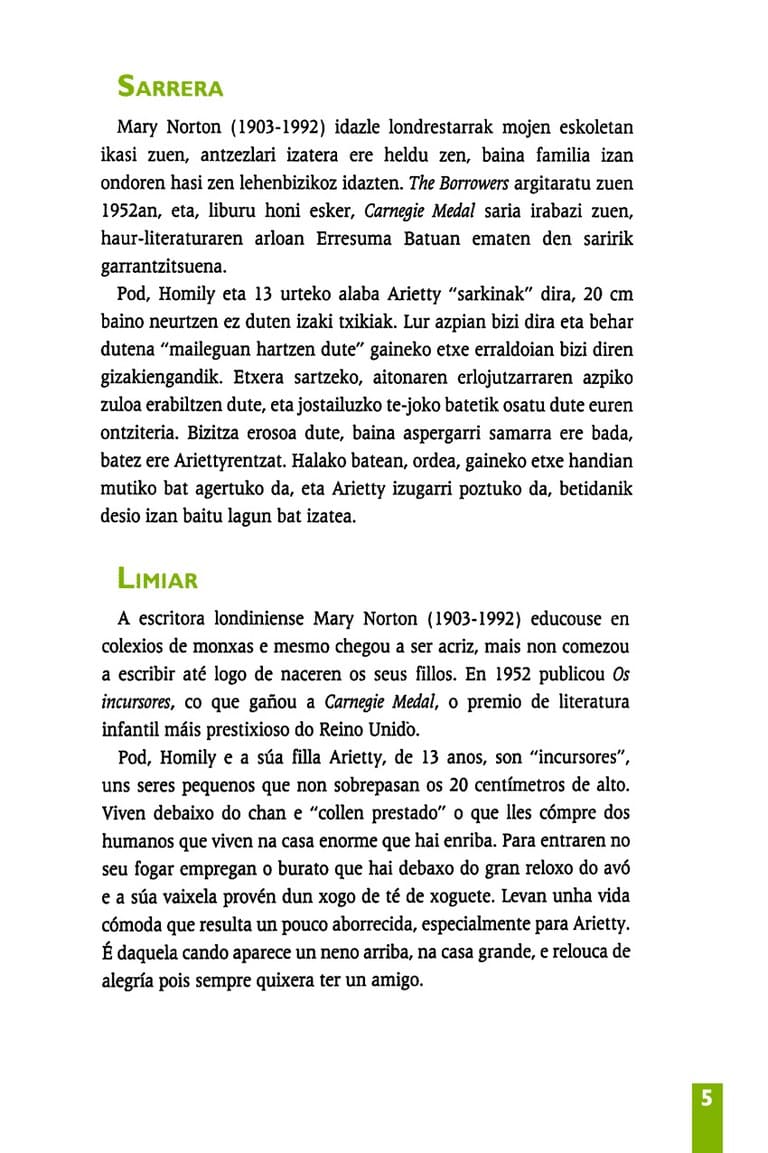 SARRERA
Mary Norton (1903-1992) idazle londrestarrak mojen eskoletan
ikasi zuen, antzezlari izatera ere heldu zen, baina familia izan
ondoren hasi zen lehenbizikoz idazten. The Borrowers argitaratu zuen
1952an, eta, liburu honi esker, Carnegie Medal saria irabazi zuen,
haur-literaturaren arloan Erresuma Batuan ematen den saririk
garrantzitsuena.
Pod, Homily eta 13 urteko alaba Arietty “sarkinak” dira, 20 cm
baino neurtzen ez duten izaki txikiak. Lur azpian bizi dira eta behar
dutena “maileguan hartzen dute” gaineko etxe erraldoian bizi diren
gizakiengandik. Etxera sartzeko, aitonaren erlojutzarraren azpiko
zuloa erabiltzen dute, eta jostailuzko te-joko batetik osatu dute euren
ontziteria. Bizitza erosoa dute, baina aspergarri samarra ere bada,
batez ere Ariettyrentzat. Halako batean, ordea, gaineko etxe handian
mutiko bat agertuko da, eta Arietty izugarri poztuko da, betidanik
desio izan baitu lagun bat izatea.
LIMIAR
A escritora londiniense Mary Norton (1903-1992) educouse en
colexios de monxas e mesmo chegou a ser acriz, mais non comezou
a escribir até logo de naceren os seus fillos. En 1952 publicou Os
incursores, co que gañou a Carnegie Medal, o premio de literatura
infantil máis prestixioso do Reino Unido.
Pod, Homily e a súa filla Arietty, de 13 anos, son “incursores”,
uns seres pequenos que non sobrepasan os 20 centímetros de alto.
Viven debaixo do chan e “collen prestado” o que lles cómpre dos
humanos que viven na casa enorme que hai enriba. Para entraren no
seu fogar empregan o burato que hai debaxo do gran reloxo do avó
e a súa vaixela provén dun xogo de té de xoguete. Levan unha vida
cómoda que resulta un pouco aborrecida, especialmente para Arietty.
É daquela cando aparece un neno arriba, na casa grande, e relouca de
alegría pois sempre quixera ter un amigo.
5